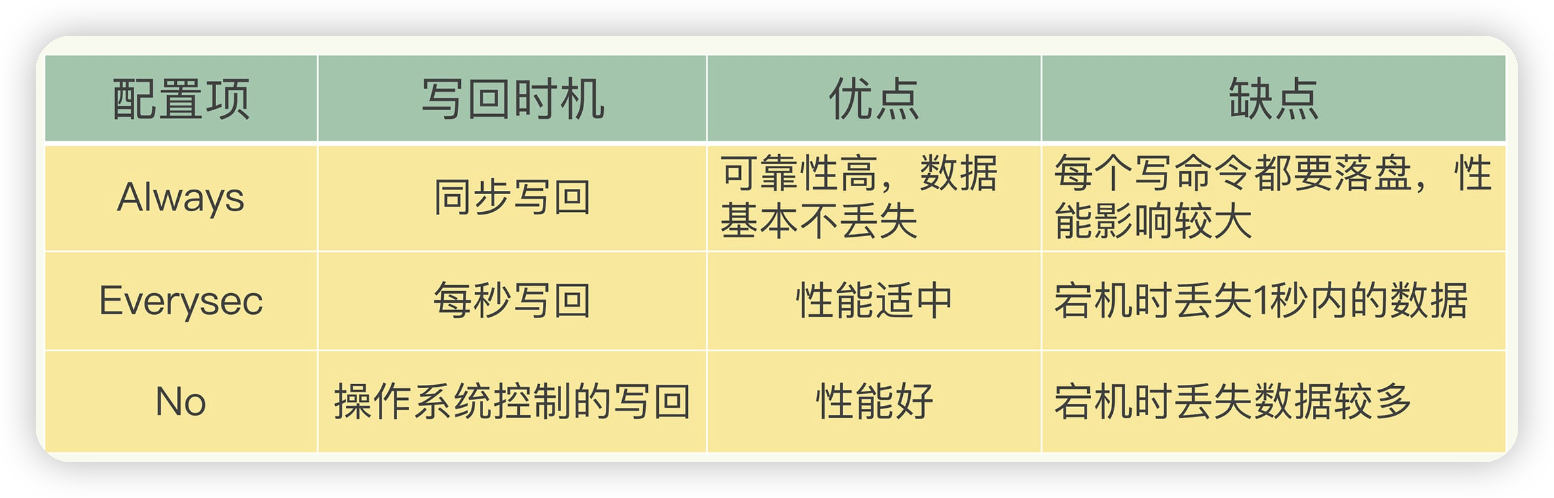 配置项 写回时机 优点 缺点
Always 同步写回 可靠性高，数据基本不丢失 每个写命令都要落盘，性能影响较大
Everysec 每秒写回 性能适中 宕机时丢失1秒内的数据
No 操作系统控制的写回 性能好 宕机时丢失数据较多